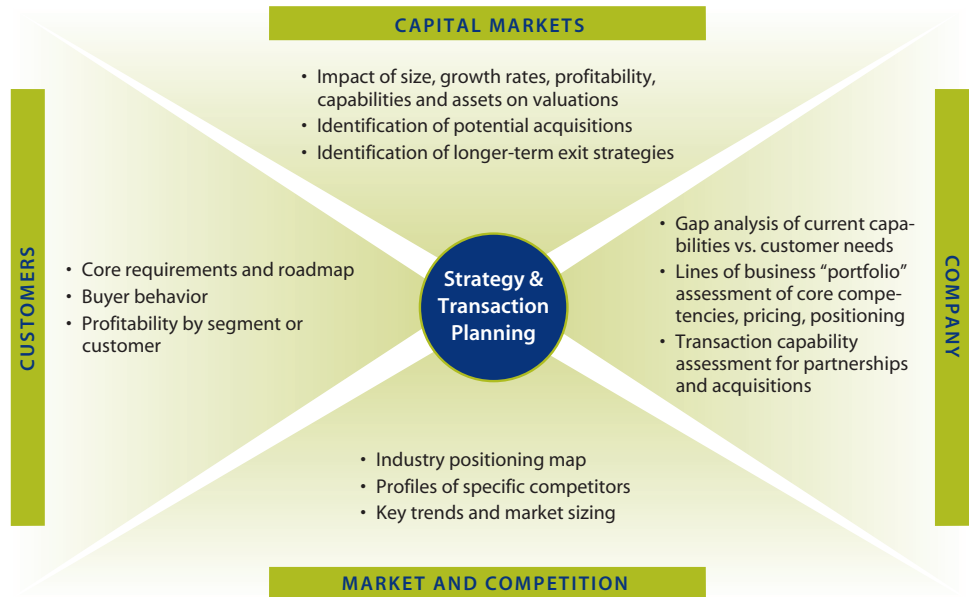 CAPITAL MARKETS
• Impact of size, growth rates, profitability,
capabilities and assets on valuations
• Identification of potential acquisitions
• Identification of longer-term exit strategies
CUSTOMERS
• Core requirements and roadmap
• Buyer behavior
• Profitability by segment or
customer
Strategy &
Transaction
Planning
• Gap analysis of current capa-
bilities vs. customer needs
• Lines of business “portfolio”
assessment of core compe-
tencies, pricing, positioning
• Transaction capability
assessment for partnerships
and acquisitions
COMPANY
• Industry positioning map
• Profiles of specific competitors
• Key trends and market sizing
MARKET AND COMPETITION